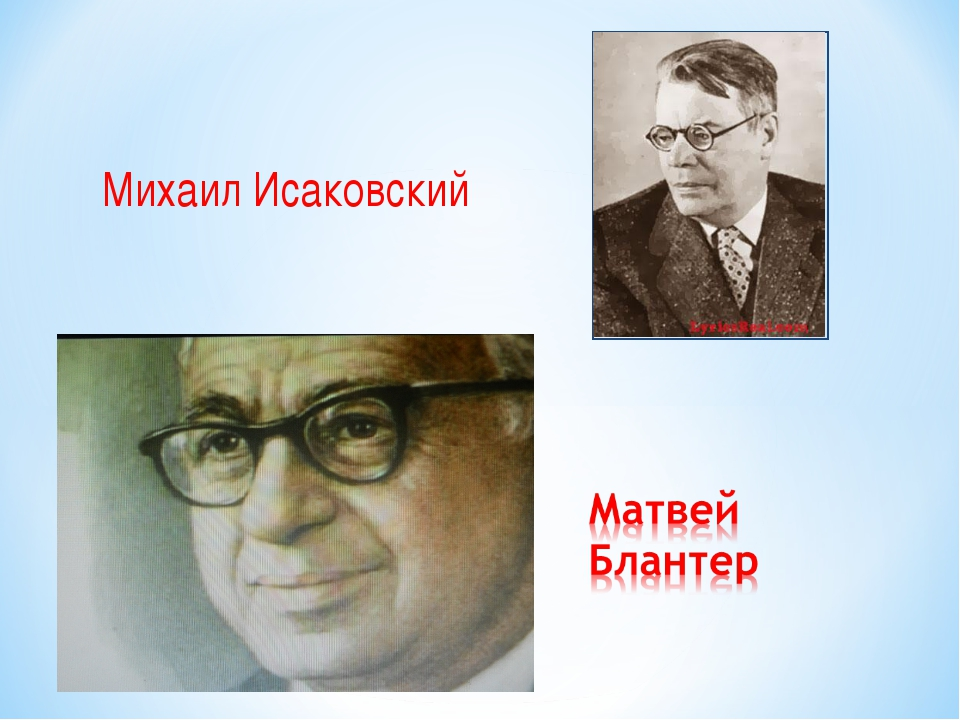 Михаил Исаковский
Матвей
Блантер